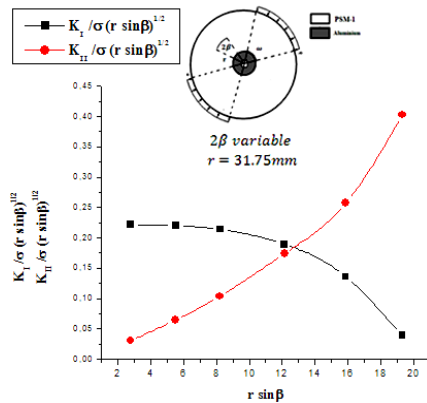 K_I /σ (r sinβ)^1/2
K_II /σ (r sinβ)^1/2
PSM-1
Aluminium
2β
2β variable
r = 31.75mm
K_I /σ (r sinβ)^1/2
K_II /σ (r sinβ)^1/2
0.45
0.40
0.35
0.30
0.25
0.20
0.15
0.10
0.05
0.00
2 4 6 8 10 12 14 16 18 20
r sinβ